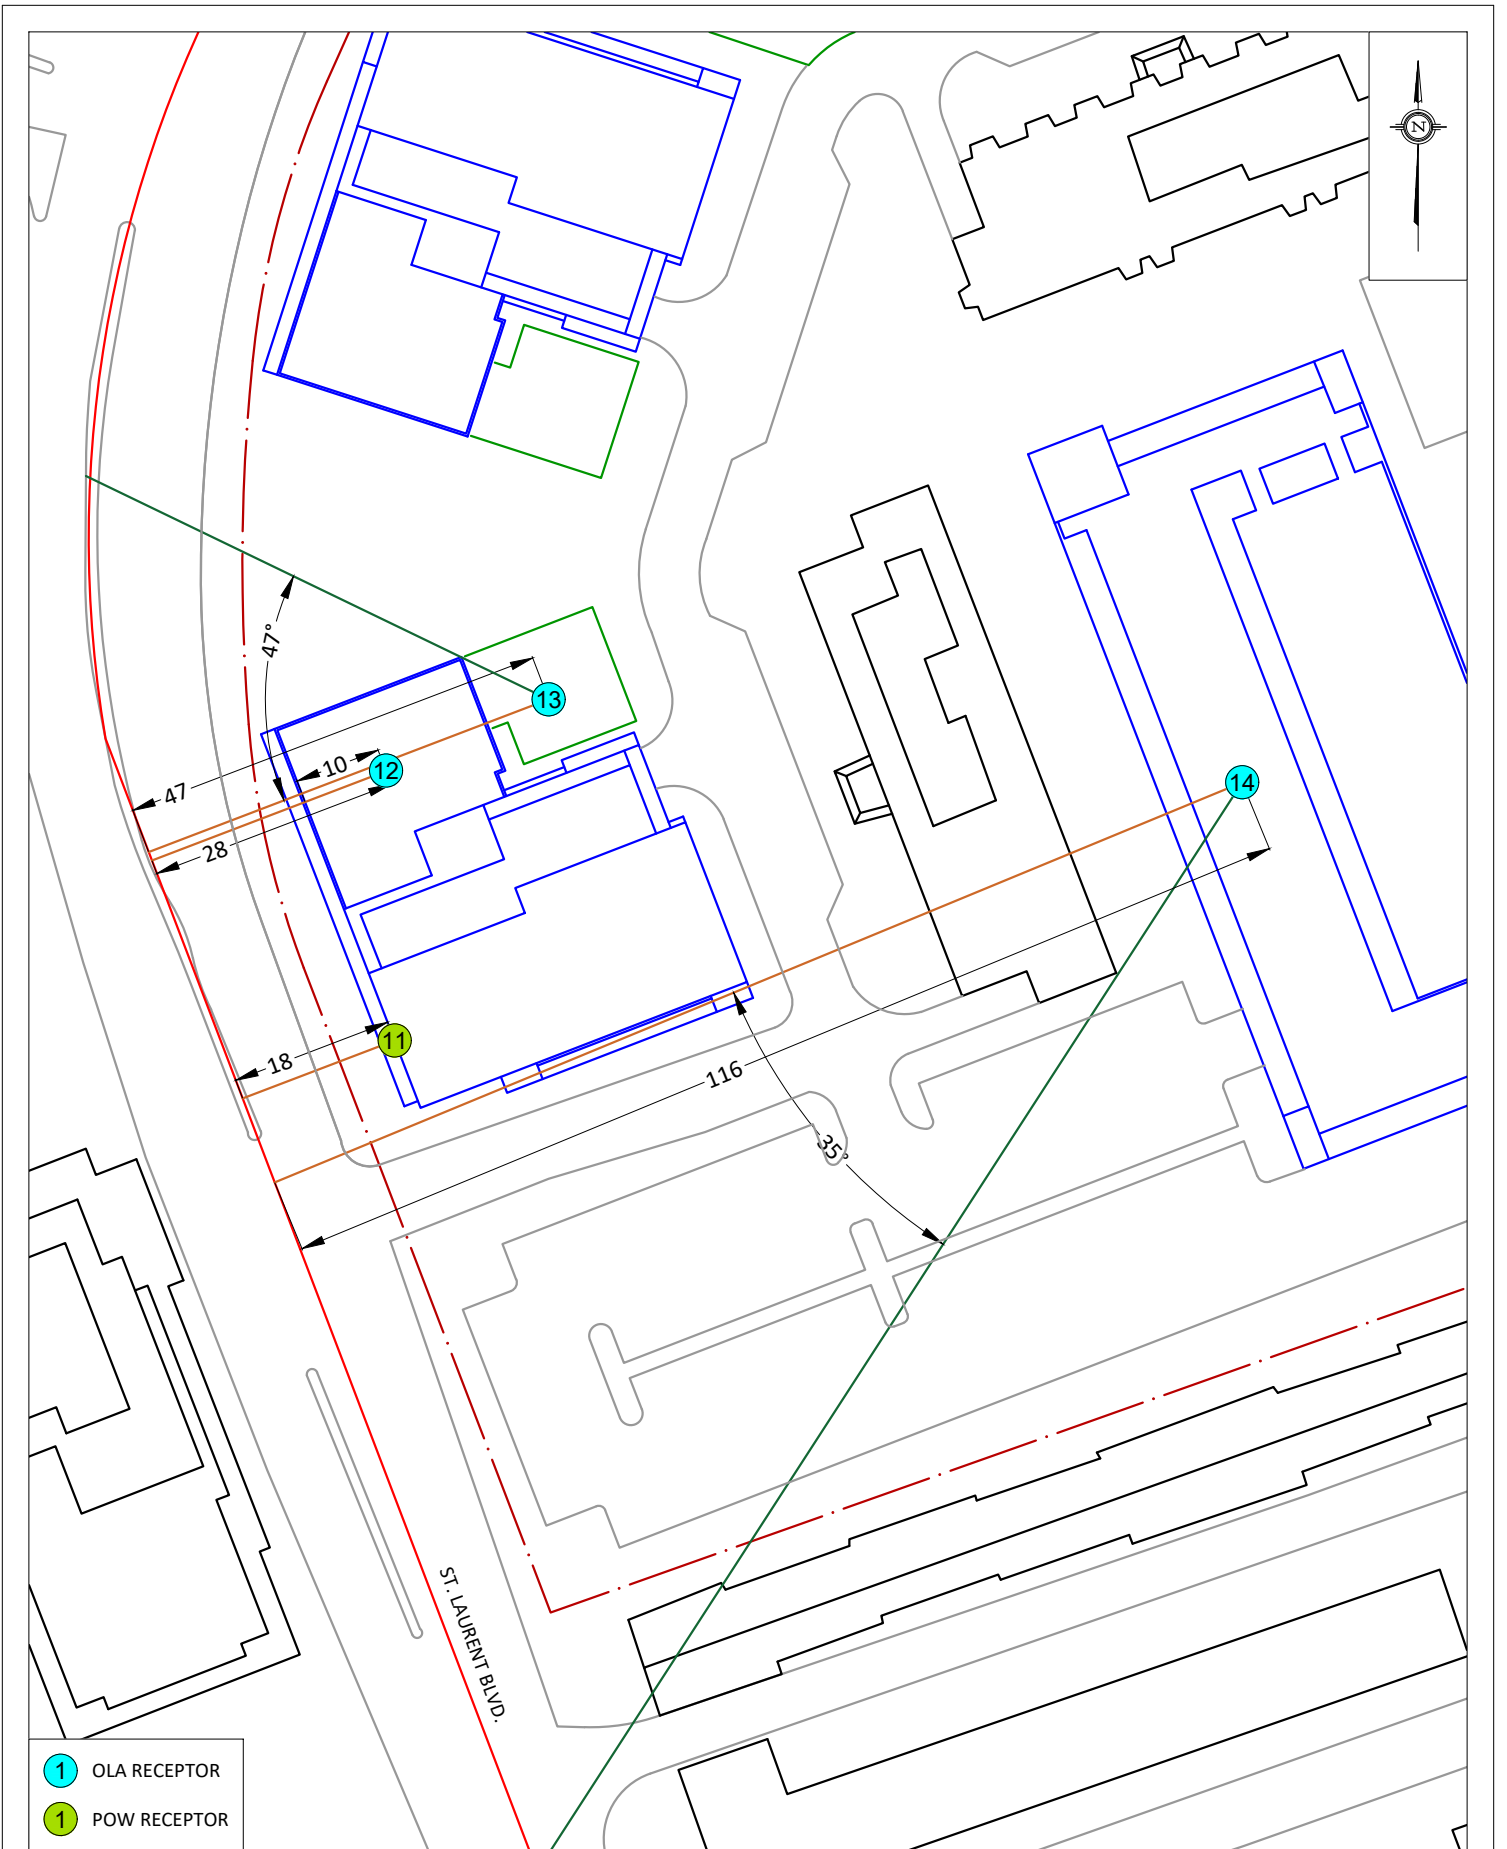 N
47°
13
10
12
47
28
14
11
18
116
35°
ST. LAURENT BLVD.
1 OLA RECEPTOR
1 POW RECEPTOR